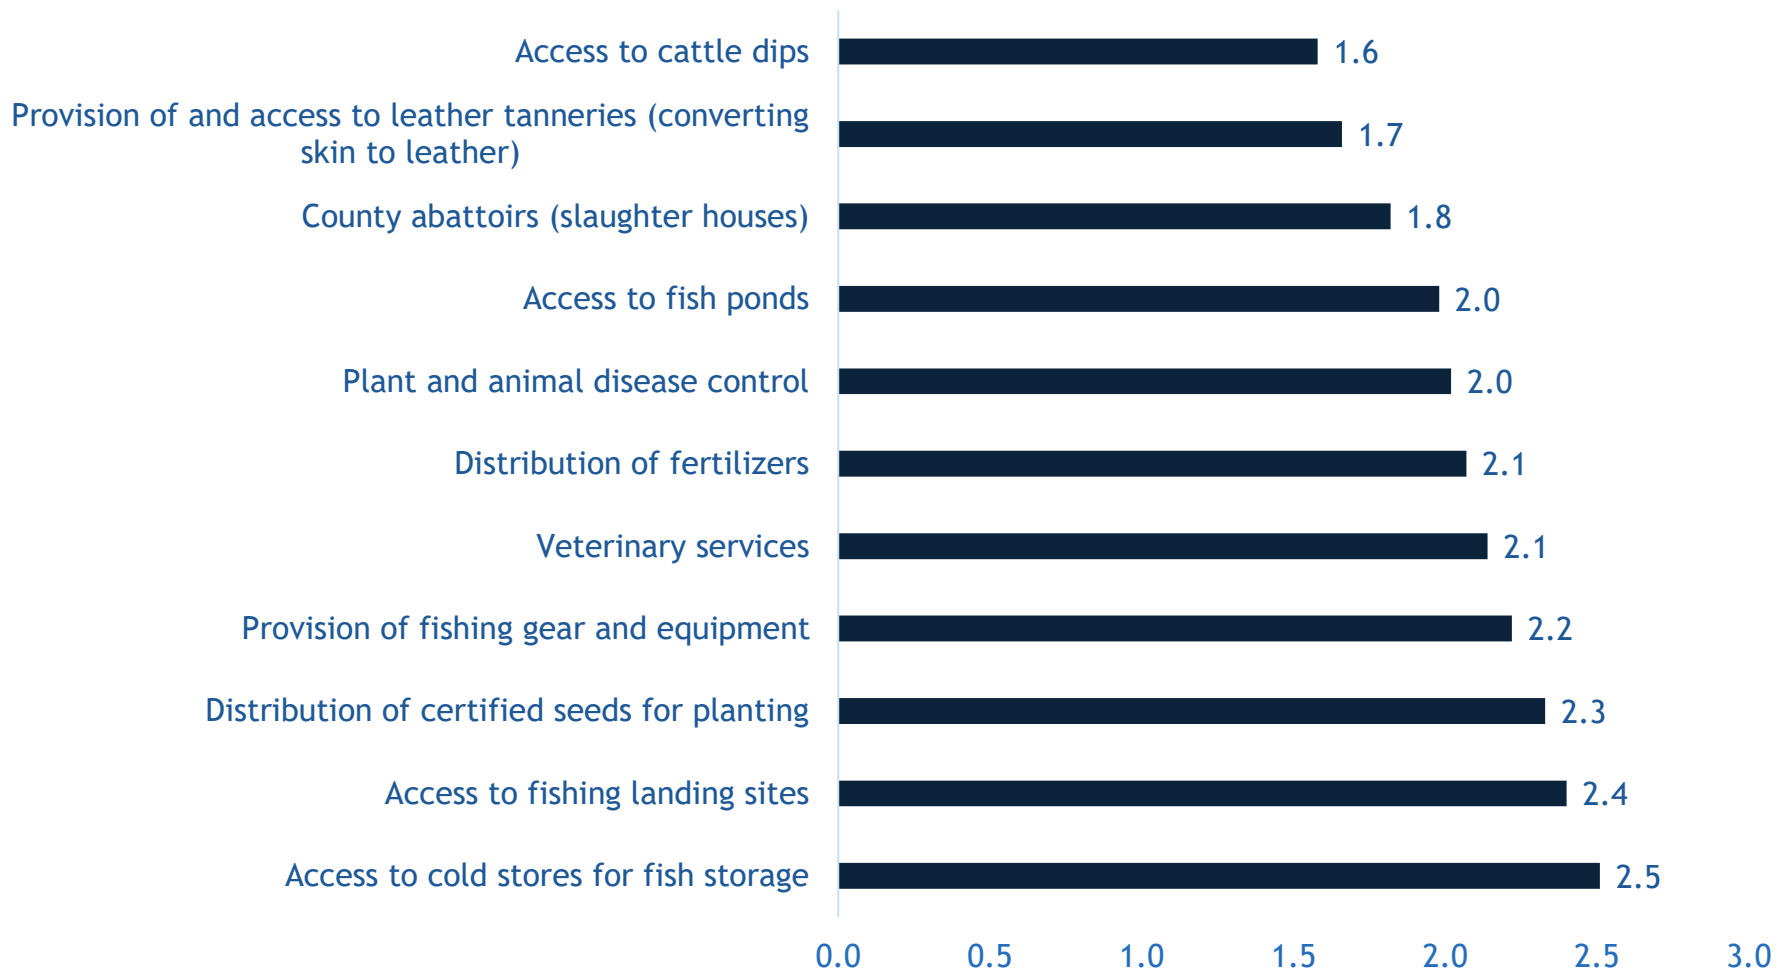 Access to cattle dips 1.6
Provision of and access to leather tanneries (converting
skin to leather) 1.7
County abattoirs (slaughter houses) 1.8
Access to fish ponds 2.0
Plant and animal disease control 2.0
Distribution of fertilizers 2.1
Veterinary services 2.1
Provision of fishing gear and equipment 2.2
Distribution of certified seeds for planting 2.3
Access to fishing landing sites 2.4
Access to cold stores for fish storage 2.5
0.0 0.5 1.0 1.5 2.0 2.5 3.0